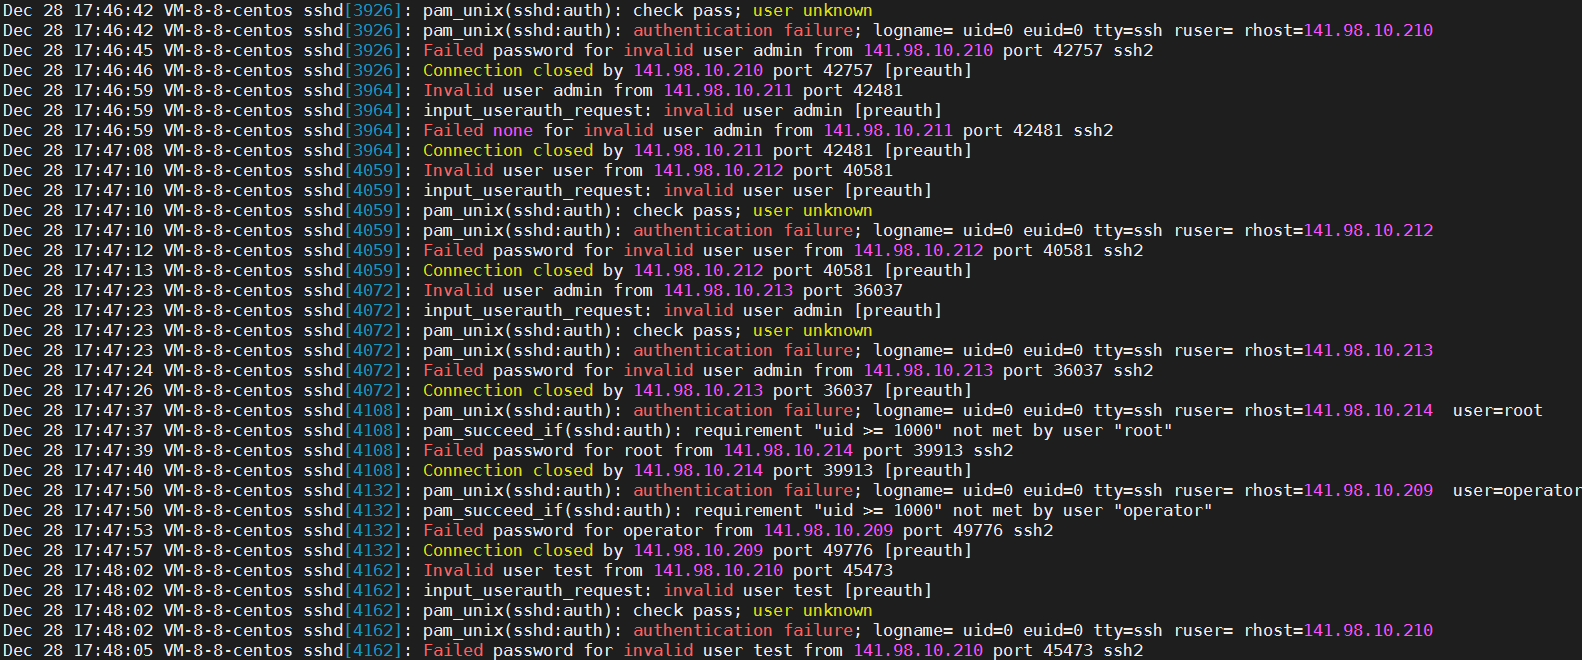 Dec 28 17:46:42 VM-8-8-centos sshd[3926]: pam_unix(sshd:auth): check pass; user unknown
Dec 28 17:46:42 VM-8-8-centos sshd[3926]: pam_unix(sshd:auth): authentication failure; logname= uid=0 euid=0 tty=ssh ruser= rhost=141.98.10.210
Dec 28 17:46:45 VM-8-8-centos sshd[3926]: Failed password for invalid user admin from 141.98.10.210 port 42757 ssh2
Dec 28 17:46:46 VM-8-8-centos sshd[3926]: Connection closed by 141.98.10.210 port 42757 [preauth]
Dec 28 17:46:59 VM-8-8-centos sshd[3964]: Invalid user admin from 141.98.10.211 port 42481
Dec 28 17:46:59 VM-8-8-centos sshd[3964]: input_userauth_request: invalid user admin [preauth]
Dec 28 17:46:59 VM-8-8-centos sshd[3964]: Failed none for invalid user admin from 141.98.10.211 port 42481 ssh2
Dec 28 17:47:08 VM-8-8-centos sshd[3964]: Connection closed by 141.98.10.211 port 42481 [preauth]
Dec 28 17:47:10 VM-8-8-centos sshd[4059]: Invalid user user from 141.98.10.212 port 40581
Dec 28 17:47:10 VM-8-8-centos sshd[4059]: input_userauth_request: invalid user user [preauth]
Dec 28 17:47:10 VM-8-8-centos sshd[4059]: pam_unix(sshd:auth): check pass; user unknown
Dec 28 17:47:10 VM-8-8-centos sshd[4059]: pam_unix(sshd:auth): authentication failure; logname= uid=0 euid=0 tty=ssh ruser= rhost=141.98.10.212
Dec 28 17:47:12 VM-8-8-centos sshd[4059]: Failed password for invalid user user from 141.98.10.212 port 40581 ssh2
Dec 28 17:47:13 VM-8-8-centos sshd[4059]: Connection closed by 141.98.10.212 port 40581 [preauth]
Dec 28 17:47:23 VM-8-8-centos sshd[4072]: Invalid user admin from 141.98.10.213 port 36037
Dec 28 17:47:23 VM-8-8-centos sshd[4072]: input_userauth_request: invalid user admin [preauth]
Dec 28 17:47:23 VM-8-8-centos sshd[4072]: pam_unix(sshd:auth): check pass; user unknown
Dec 28 17:47:23 VM-8-8-centos sshd[4072]: pam_unix(sshd:auth): authentication failure; logname= uid=0 euid=0 tty=ssh ruser= rhost=141.98.10.213
Dec 28 17:47:24 VM-8-8-centos sshd[4072]: Failed password for invalid user admin from 141.98.10.213 port 36037 ssh2
Dec 28 17:47:26 VM-8-8-centos sshd[4072]: Connection closed by 141.98.10.213 port 36037 [preauth]
Dec 28 17:47:37 VM-8-8-centos sshd[4108]: pam_unix(sshd:auth): authentication failure; logname= uid=0 euid=0 tty=ssh ruser= rhost=141.98.10.214  user=root
Dec 28 17:47:37 VM-8-8-centos sshd[4108]: pam_succeed_if(sshd:auth): requirement "uid >= 1000" not met by user "root"
Dec 28 17:47:39 VM-8-8-centos sshd[4108]: Failed password for root from 141.98.10.214 port 39913 ssh2
Dec 28 17:47:40 VM-8-8-centos sshd[4108]: Connection closed by 141.98.10.214 port 39913 [preauth]
Dec 28 17:47:50 VM-8-8-centos sshd[4132]: pam_unix(sshd:auth): authentication failure; logname= uid=0 euid=0 tty=ssh ruser= rhost=141.98.10.209  user=operator
Dec 28 17:47:50 VM-8-8-centos sshd[4132]: pam_succeed_if(sshd:auth): requirement "uid >= 1000" not met by user "operator"
Dec 28 17:47:53 VM-8-8-centos sshd[4132]: Failed password for operator from 141.98.10.209 port 49776 ssh2
Dec 28 17:47:57 VM-8-8-centos sshd[4132]: Connection closed by 141.98.10.209 port 49776 [preauth]
Dec 28 17:48:02 VM-8-8-centos sshd[4162]: Invalid user test from 141.98.10.210 port 45473
Dec 28 17:48:02 VM-8-8-centos sshd[4162]: input_userauth_request: invalid user test [preauth]
Dec 28 17:48:02 VM-8-8-centos sshd[4162]: pam_unix(sshd:auth): check pass; user unknown
Dec 28 17:48:02 VM-8-8-centos sshd[4162]: pam_unix(sshd:auth): authentication failure; logname= uid=0 euid=0 tty=ssh ruser= rhost=141.98.10.210
Dec 28 17:48:05 VM-8-8-centos sshd[4162]: Failed password for invalid user test from 141.98.10.210 port 45473 ssh2